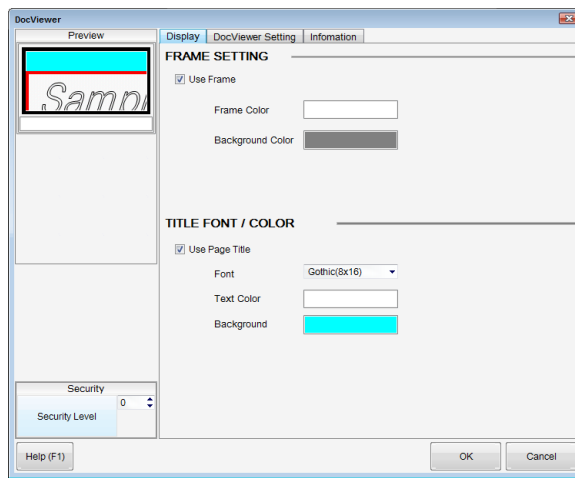 DocViewer
Preview
Display DocViewer Setting Infomation
Sampl
FRAME SETTING
Use Frame
Frame Color
Background Color
TITLE FONT / COLOR
Use Page Title
Font Gothic(8x16)
Text Color
Background
Security
Security Level 0
Help (F1) OK Cancel